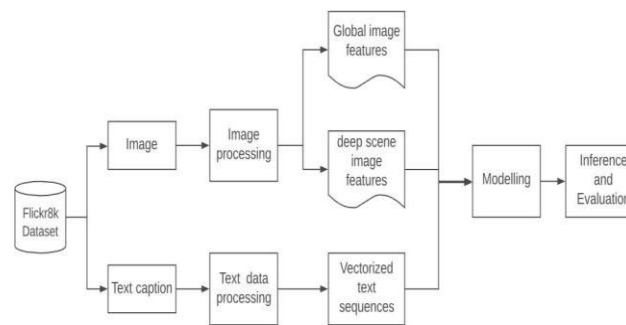 Global image
features
Image
Image
processing
deep scene
image
features
Modelling
Inference
and
Evaluation
Flickr8k
Dataset
Text caption
Text data
processing
Vectorized
text
sequences